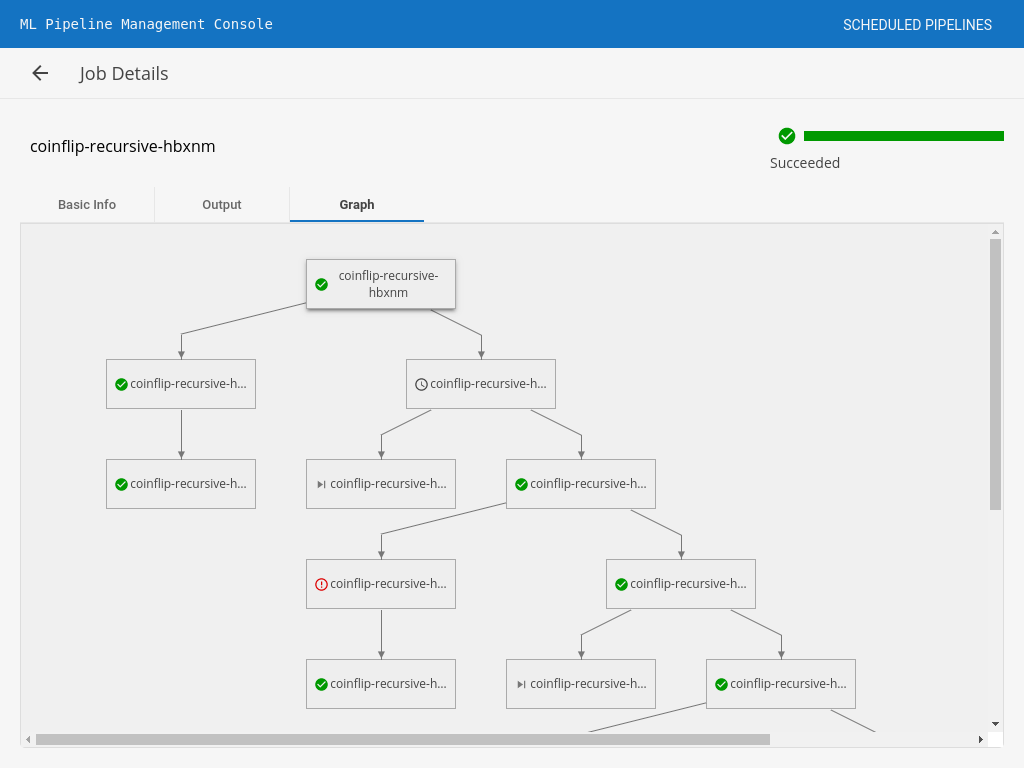 ML Pipeline Management Console
SCHEDULED PIPELINES
Job Details
coinflip-recursive-hbxnm
Succeeded
Basic Info
Output
Graph
coinflip-recursive-
hbxnm
coinflip-recursive-h...
coinflip-recursive-h...
coinflip-recursive-h...
coinflip-recursive-h...
coinflip-recursive-h...
coinflip-recursive-h...
coinflip-recursive-h...
coinflip-recursive-h...
coinflip-recursive-h...
coinflip-recursive-h...